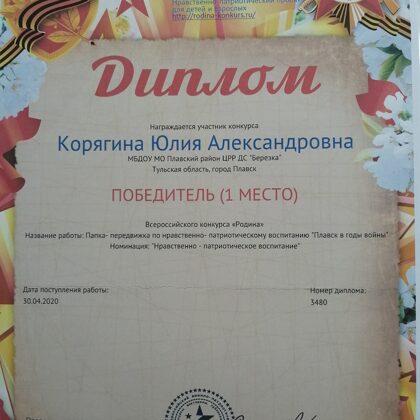 Нравственно-патриотический проект
для детей и взрослых
http://rodina-konkurs.ru/
Диплом
Награждается участник конкурса
Корягина Юлия Александровна
МБДОУ МО Плавский район ЦРР ДС "Березка"
Тульская область, город Плавск
ПОБЕДИТЕЛЬ (1 МЕСТО)
Всероссийского конкурса «Родина»
Название работы: Папка- передвижка по нравственно- патриотическому воспитанию "Плавск в годы войны"
Номинация: "Нравственно - патриотическое воспитание"
Дата поступления работы:
30.04.2020
Номер диплома:
3480